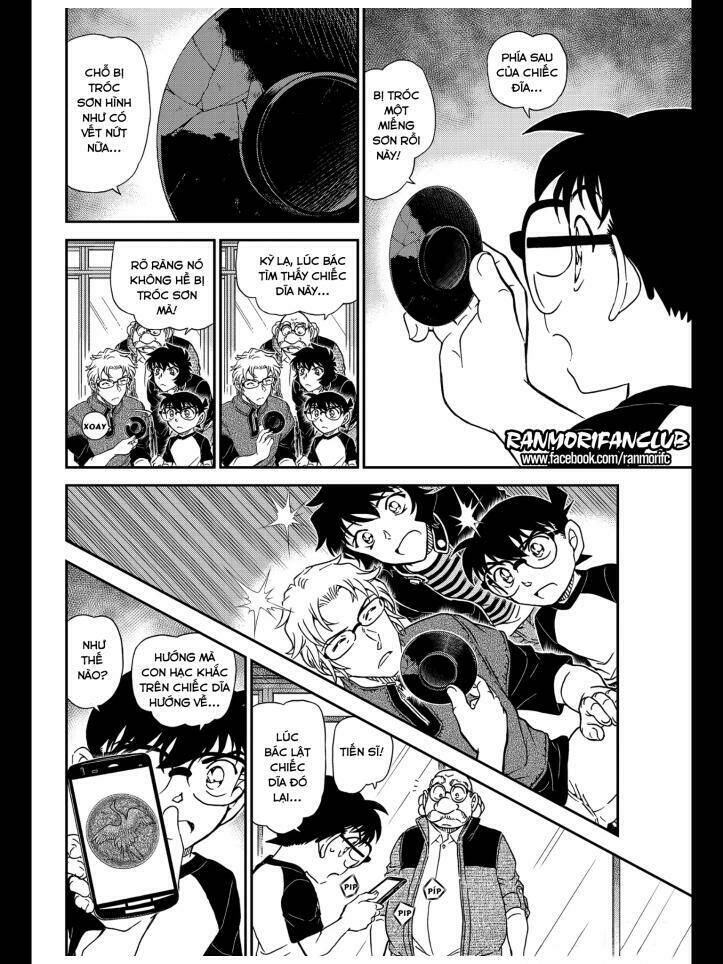 PHÍA SAU
CỦA CHIẾC
ĐĨA...
BỊ TRÓC
MỘT
MIẾNG
SƠN RỒI
NÀY!
CHỖ BỊ
TRÓC
SƠN HÌNH
NHƯ CÓ
VẾT NỨT
NỮA...
RANMORIFANCLUB
www.facebook.com/ranmorifc
KỲ LẠ, LÚC BÁC
TÌM THẤY CHIẾC
DĨA NÀY...
RÕ RÀNG NÓ
KHÔNG HỀ BỊ
TRÓC SƠN
MÀ!
XOAY
TIẾN SĨ!
LÚC
BÁC LẬT
CHIẾC
DĨA ĐÓ
LẠI...
PIP
PIP
PÍP
HƯỚNG MÀ
CON HẠC KHẮC
TRÊN CHIẾC DĨA
HƯỚNG VỀ...
NHƯ
THẾ
NÀO?